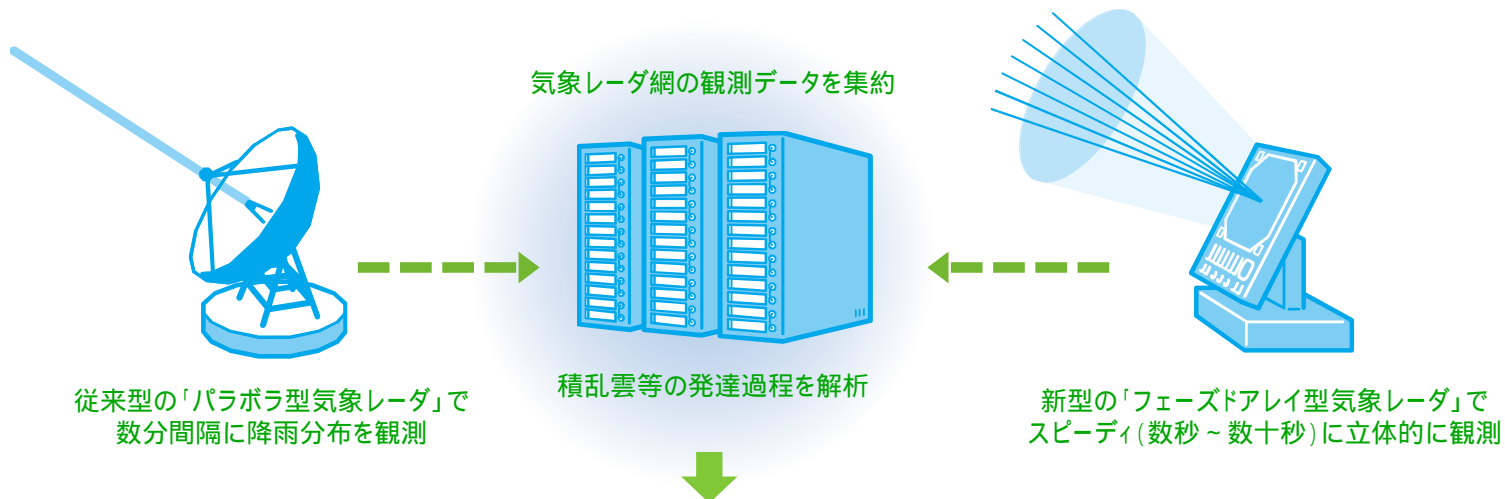 気象レーダ網の観測データを集約
積乱雲等の発達過程を解析
従来型の「パラボラ型気象レーダ」で
数分間隔に降雨分布を観測
新型の「フェーズドアレイ型気象レーダ」で
スピーディ(数秒~数十秒)に立体的に観測